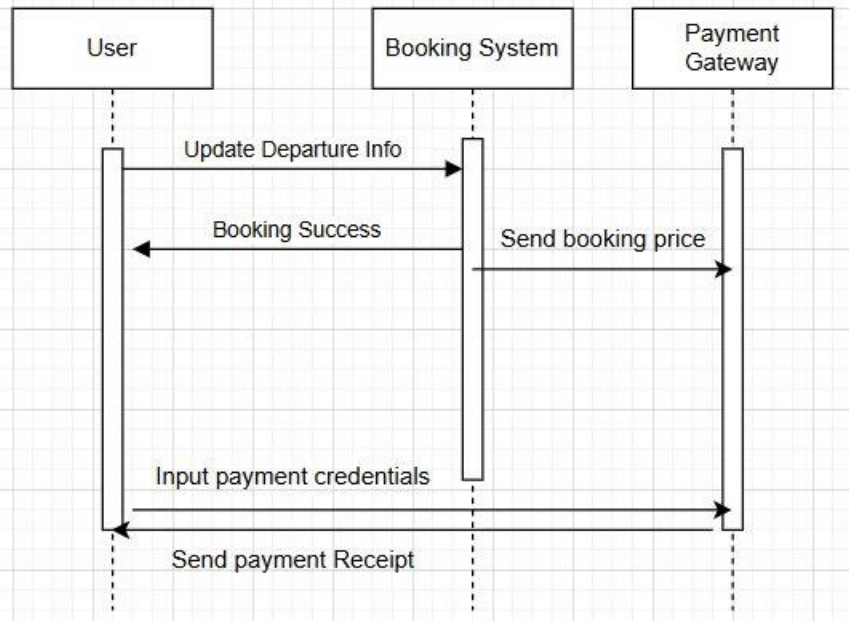 User
Booking System
Payment
Gateway
Update Departure Info
Booking Success
Send booking price
Input payment credentials
Send payment Receipt